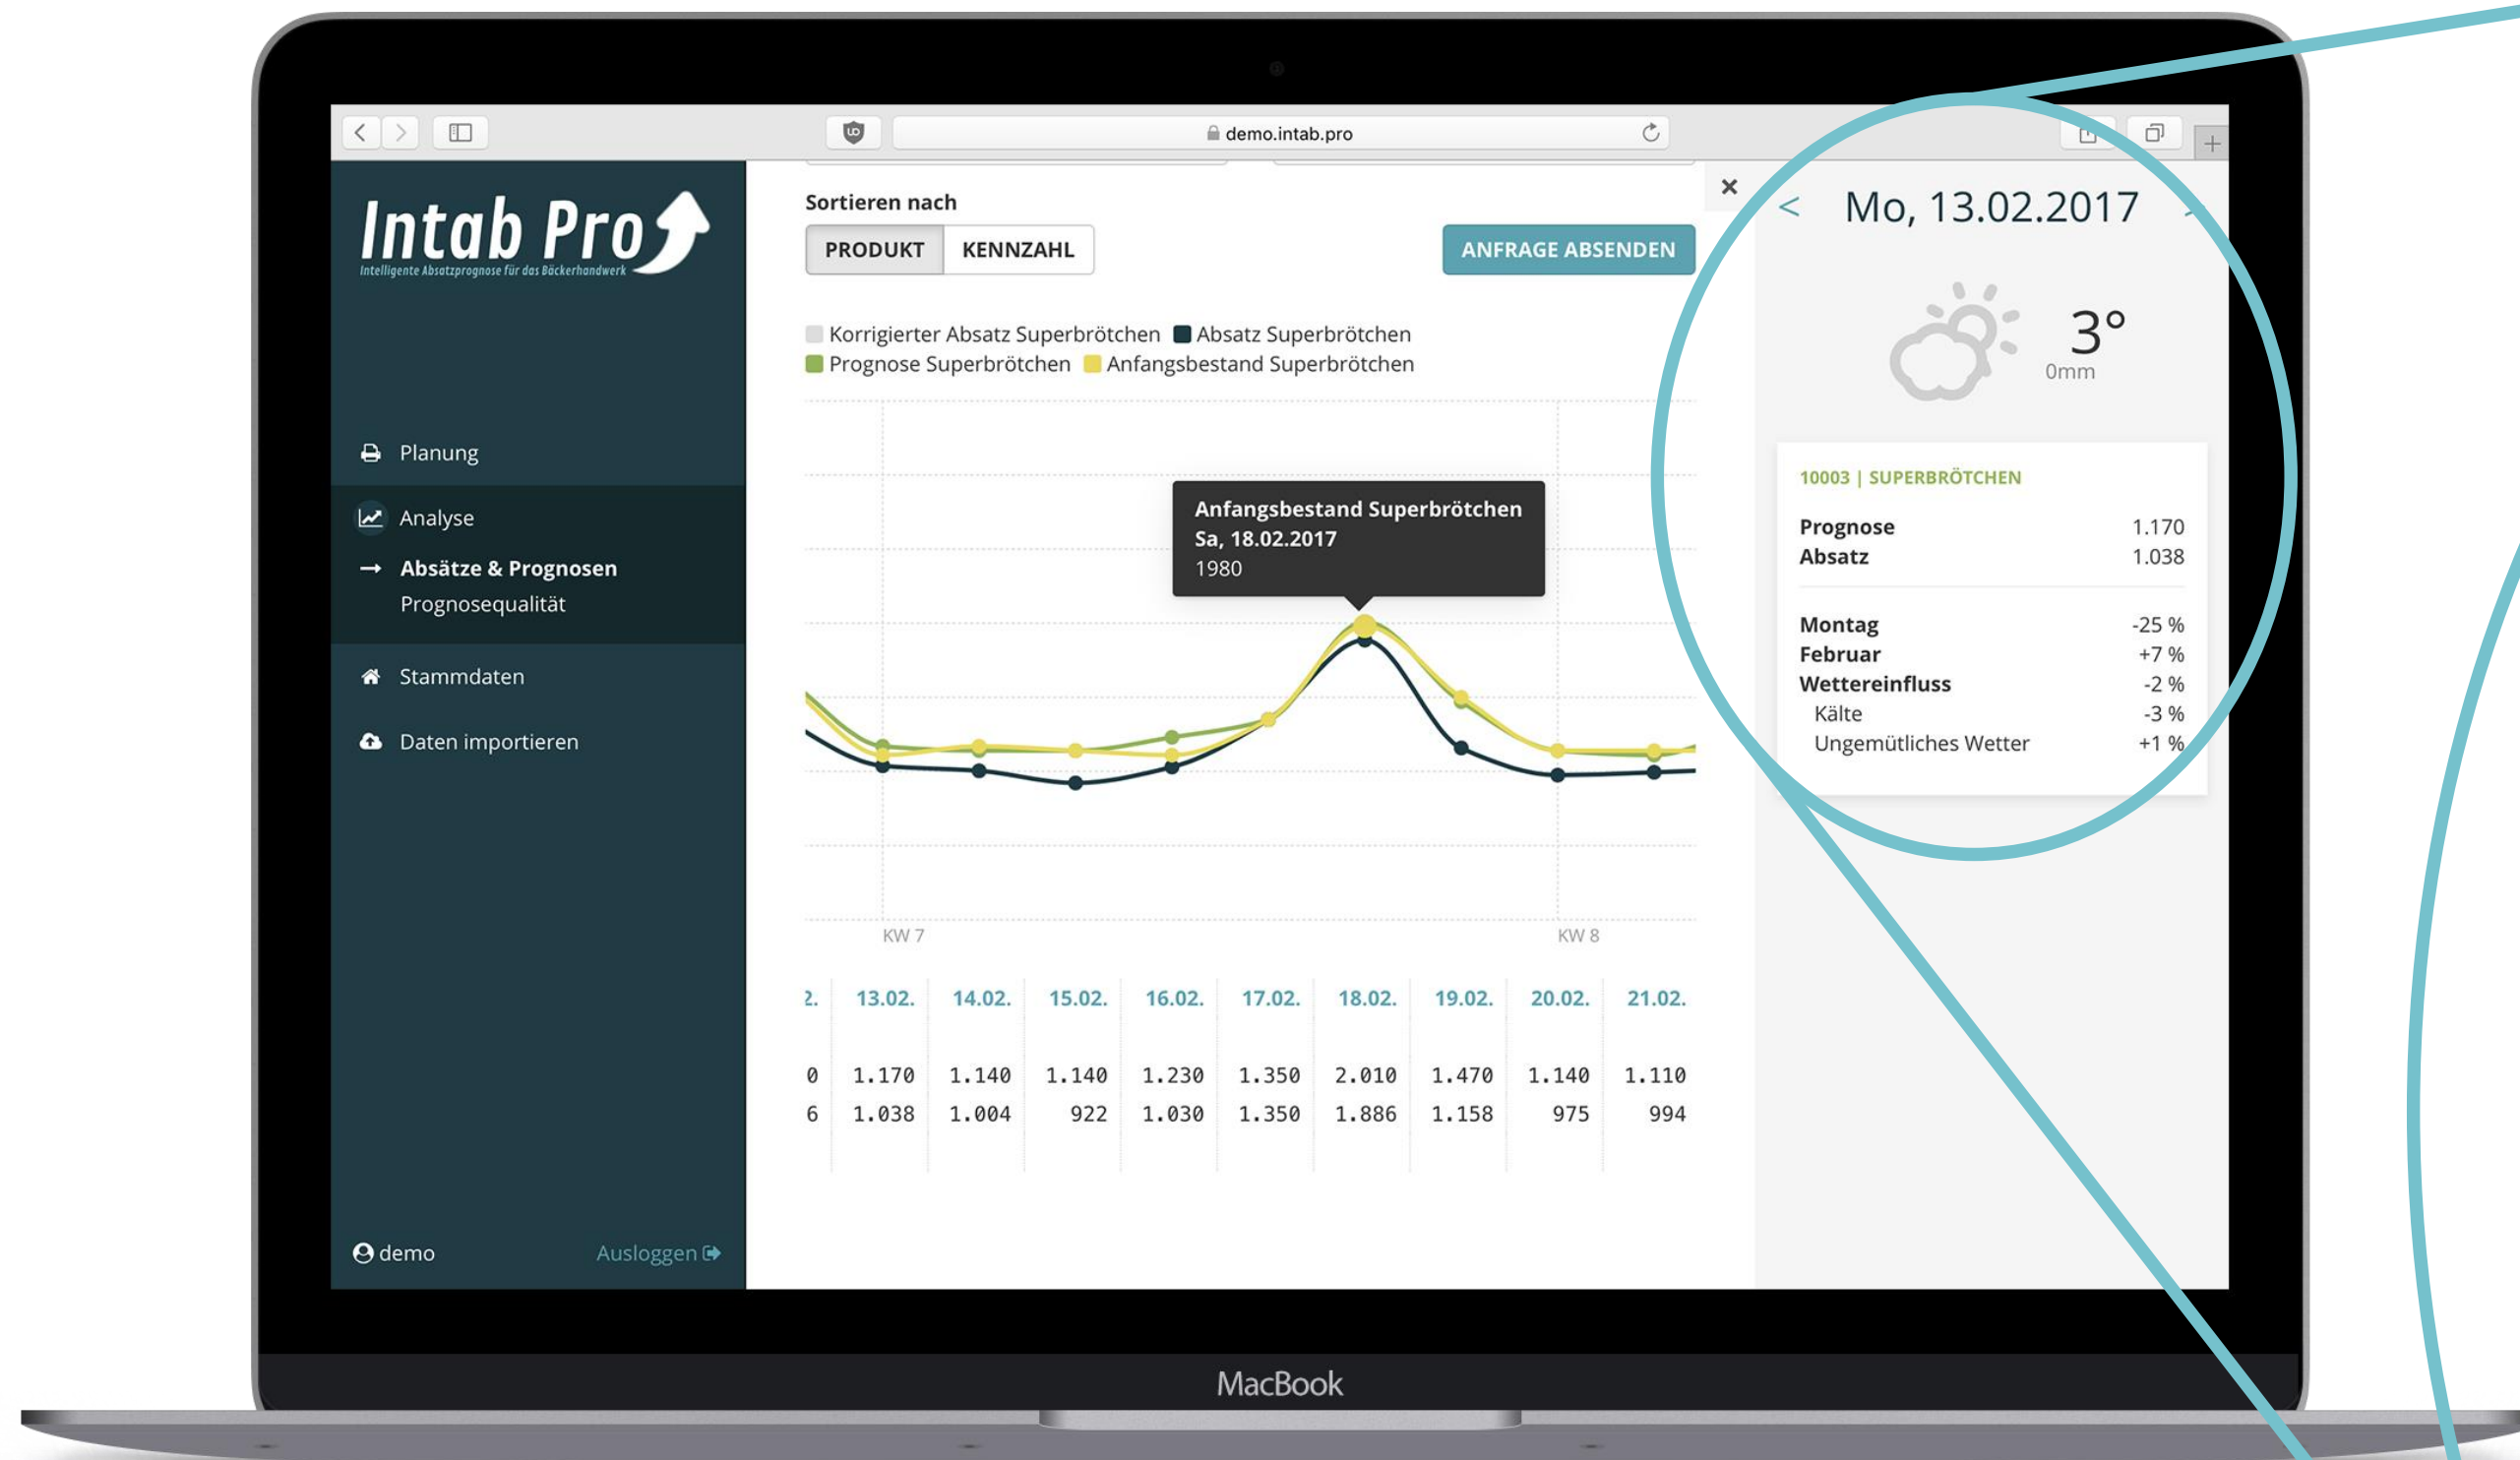 demo.intab.pro
Intab Pro
Intelligente Absatzprognose für das Bäckerhandwerk
Planung
Analyse
Absätze & Prognosen
Prognosequalität
Stammdaten
Daten importieren
demo
Ausloggen
Sortieren nach
PRODUKT KENNZAHL
ANFRAGE ABSENDEN
Korrigierter Absatz Superbrötchen Absatz Superbrötchen
Prognose Superbrötchen Anfangsbestand Superbrötchen
Anfangsbestand Superbrötchen
Sa, 18.02.2017
1980
KW 7 KW 8
2. 13.02. 14.02. 15.02. 16.02. 17.02. 18.02. 19.02. 20.02. 21.02.
0 1.170 1.140 1.140 1.230 1.350 2.010 1.470 1.140 1.110
6 1.038 1.004 922 1.030 1.350 1.886 1.158 975 994
× < Mo, 13.02.2017 >
3°
0mm
10003 | SUPERBRÖTCHEN
Prognose 1.170
Absatz 1.038
Montag -25 %
Februar +7 %
Wettereinfluss -2 %
Kälte -3 %
Ungemütliches Wetter +1 %
MacBook